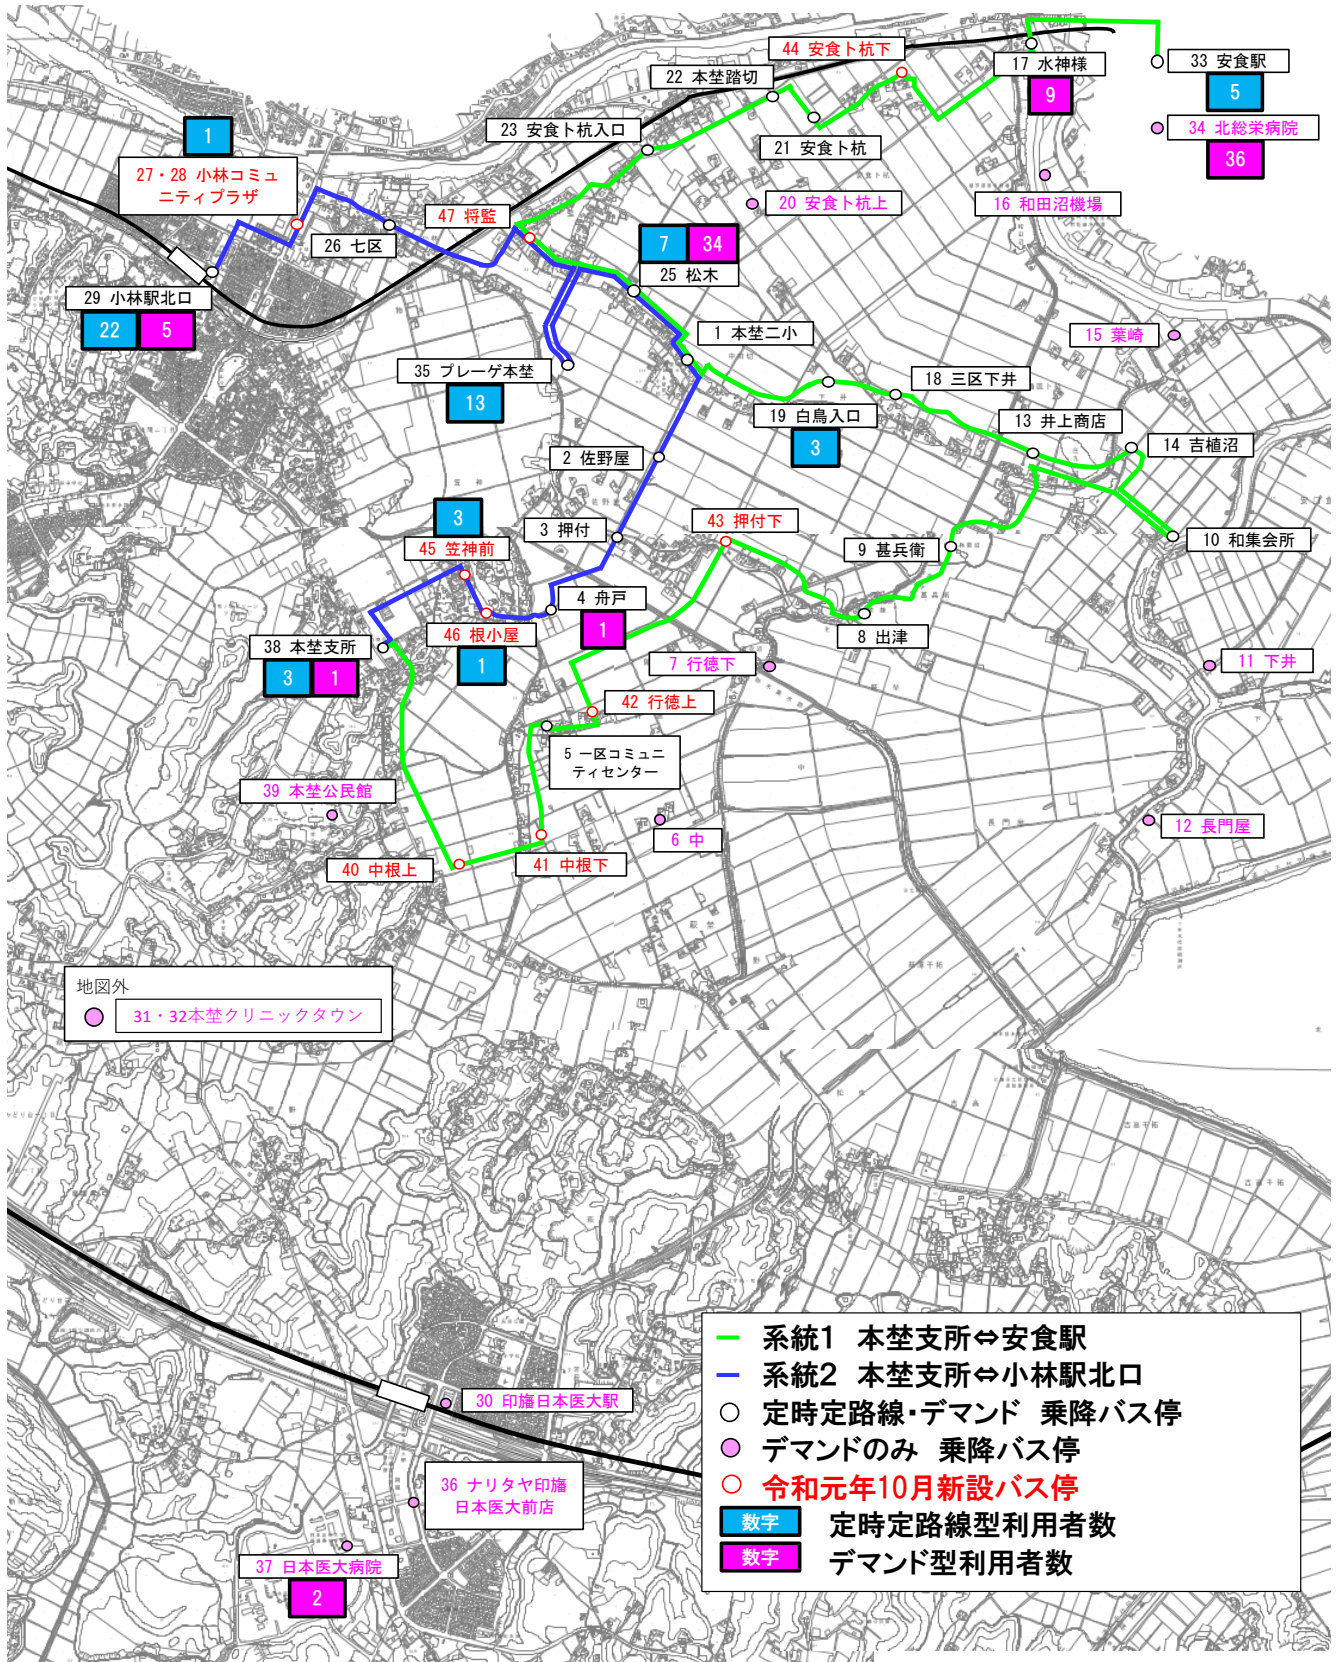 44 安食卜杭下
22 本埜踏切
17 水神様
9
33 安食駅
5
34 北総栄病院
36
23 安食卜杭入口
21 安食卜杭
1
27・28 小林コミュ
ニティプラザ
16 和田沼機場
20 安食卜杭上
47 将監
26 七区
7 34
25 松木
29 小林駅北口
22 5
1 本埜二小
15 葉崎
35 プレーゲ本埜
13
18 三区下井
19 白鳥入口
3
13 井上商店
14 吉植沼
2 佐野屋
3
45 笠神前
3 押付
43 押付下
9 甚兵衛
10 和集会所
4 舟戸
1
8 出津
38 本埜支所
3 1
46 根小屋
1
7 行徳下
11 下井
42 行徳上
5 一区コミュニ
ティセンター
39 本埜公民館
6 中
12 長門屋
40 中根上
41 中根下
地図外
31・32本埜クリニックタウン
30 印旛日本医大駅
36 ナリタヤ印旛
日本医大前店
37 日本医大病院
2
系統1 本埜支所⇔安食駅
系統2 本埜支所⇔小林駅北口
定時定路線・デマンド 乗降バス停
デマンドのみ 乗降バス停
令和元年10月新設バス停
数字 定時定路線型利用者数
数字 デマンド型利用者数